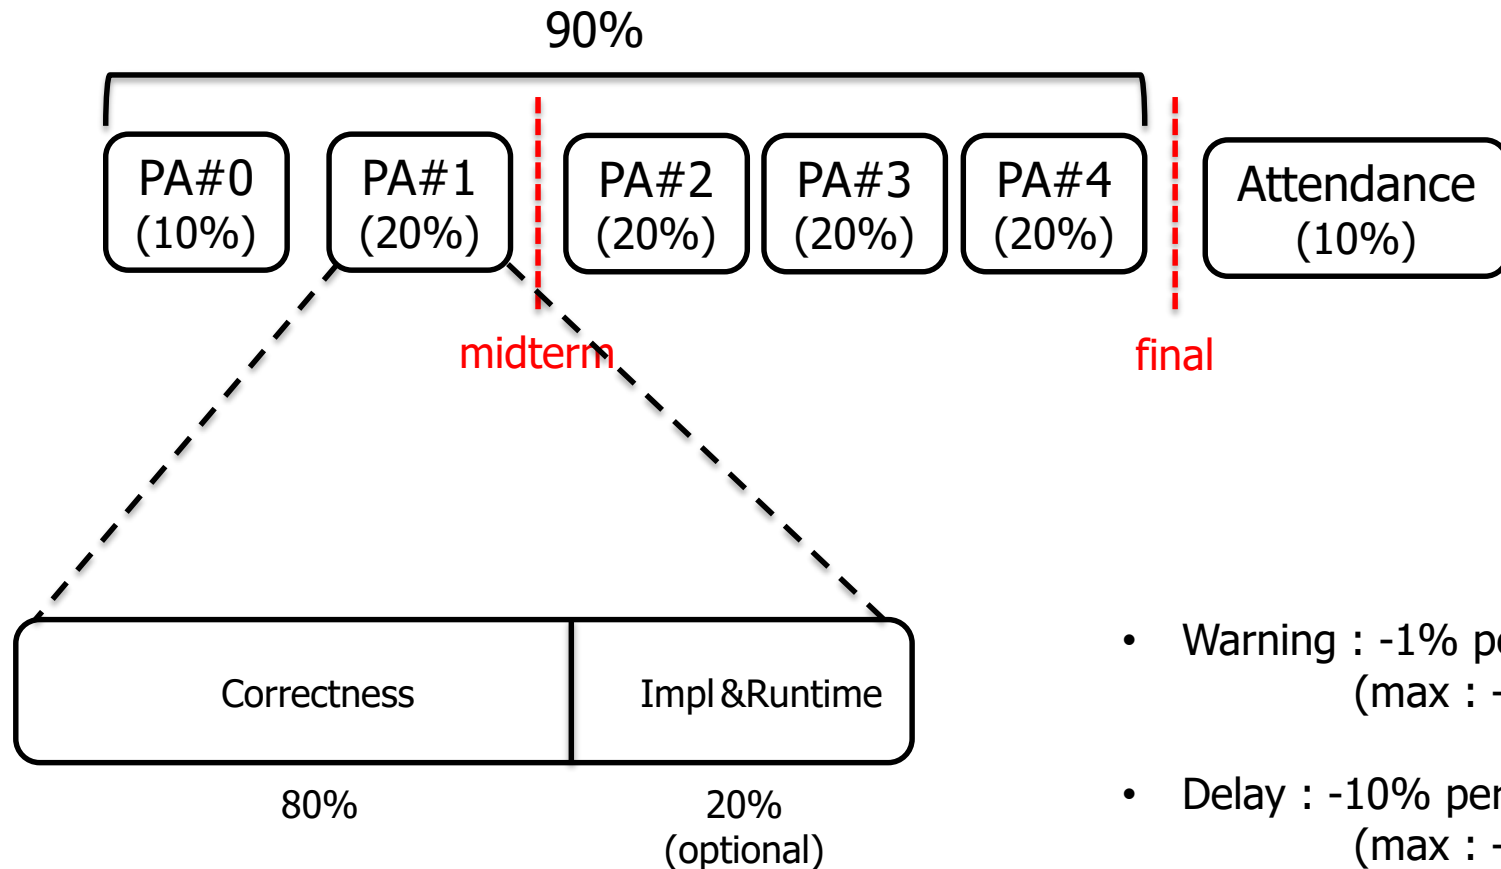 90%
PA#0
(10%)
PA#1
(20%)
PA#2
(20%)
PA#3
(20%)
PA#4
(20%)
Attendance
(10%)
midterm
final
Correctness
Impl&Runtime
80%
20%
(optional)
• Warning : -1%
(max : -
• Delay : -10% per
(max : -